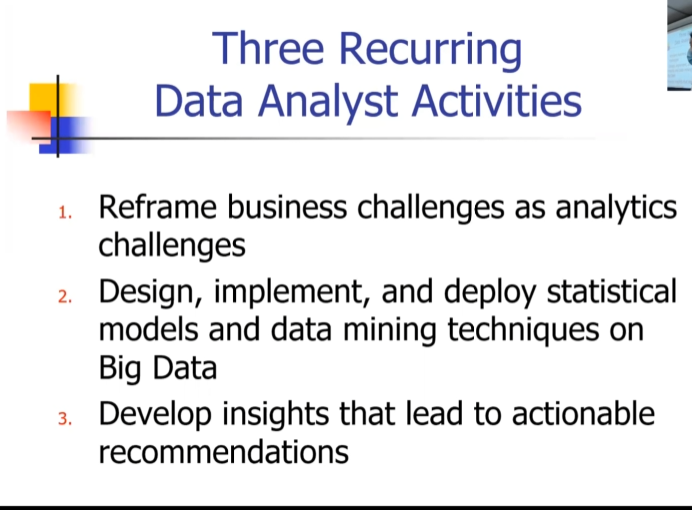 Three Recurring
Data Analyst Activities
1. Reframe business challenges as analytics
challenges
2. Design, implement, and deploy statistical
models and data mining techniques on
Big Data
3. Develop insights that lead to actionable
recommendations